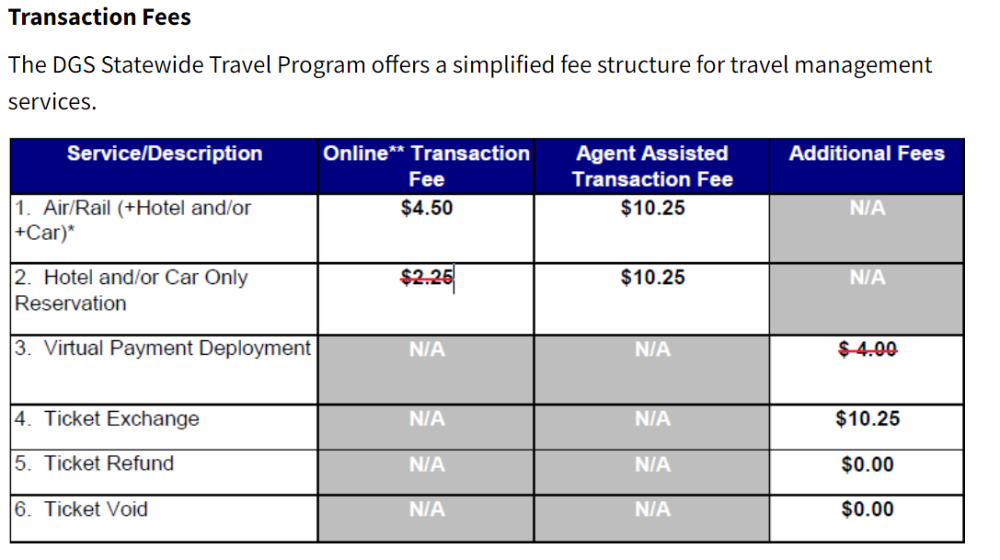 Transaction Fees
The DGS Statewide Travel Program offers a simplified fee structure for travel management
services.
Service/Description Online** Transaction Fee Agent Assisted Transaction Fee Additional Fees
1. Air/Rail (+Hotel and/or +Car)* $4.50 $10.25 N/A
2. Hotel and/or Car Only Reservation $2.25 $10.25 N/A
3. Virtual Payment Deployment N/A N/A $ 4.00
4. Ticket Exchange N/A N/A $10.25
5. Ticket Refund N/A N/A $0.00
6. Ticket Void N/A N/A $0.00